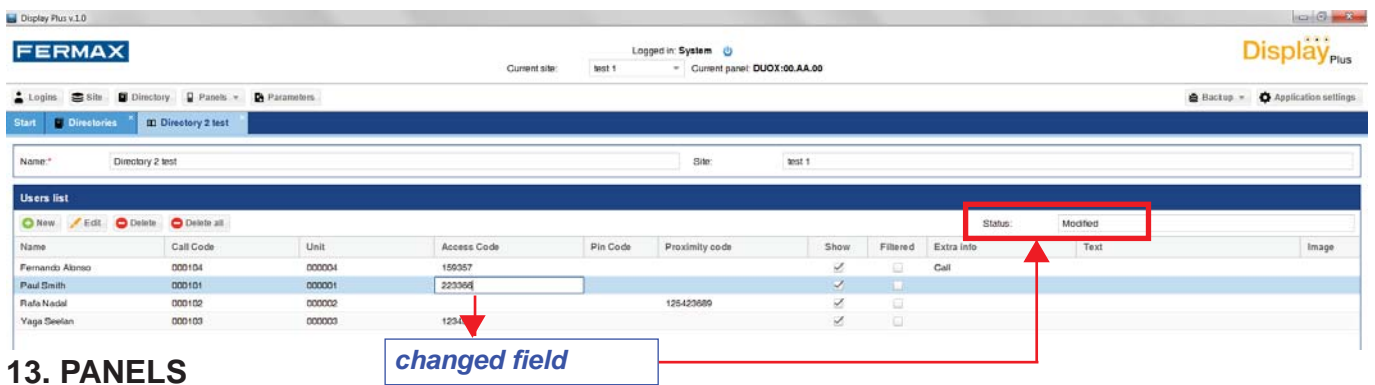 Display Plus v.1.0
FERMAX
Logged in: System
Display Plus
Current site: test 1 Current panel: DUOX:00.AA.00
Logins Site Directory Panels Parameters Backup Application settings
Start Directories Directory 2 test
Name:* Directory 2 test Site: test 1
Users list
New Edit Delete Delete all Status: Modified
Name Call Code Unit Access Code Pin Code Proximity code Show Filtered Extra info Text Image
Fernando Alonso 000104 000004 159357 Call
Paul Smith 000101 000001 223366
Rafa Nadal 000102 000002 125423689
Yaga Seelan 000103 000003
changed field
13. PANELS